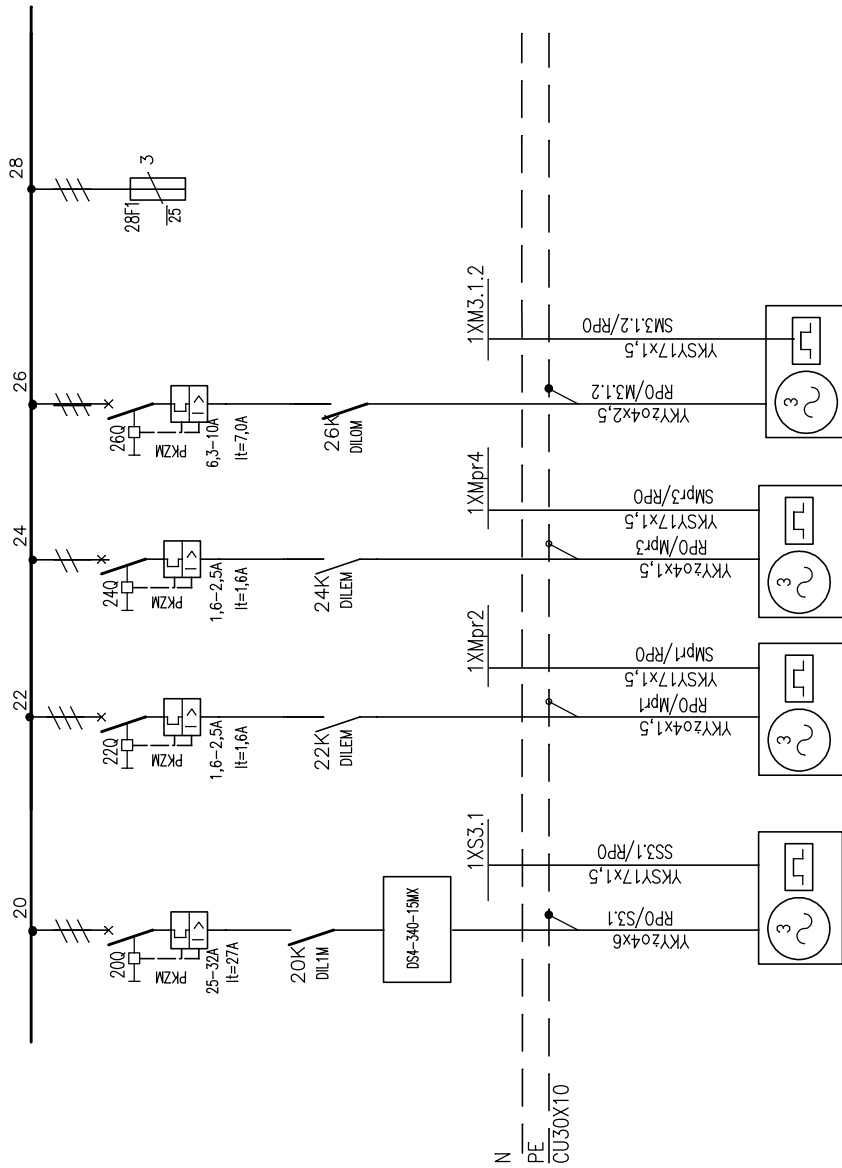 20
20Q
PKZM
25-32A
It=27A
20K
DIL1M
DS4-340-15MX
1XS3.1
YKYżo4x6
RPO/S3.1
YKSY17x1,5
SS3.1/RPO
3
22
22Q
PKZM
1,6-2,5A
It=1,6A
22K
DILEM
1XMpr2
YKYżo4x1,5
RPO/Mpr1
YKSY17x1,5
SMpr1/RPO
3
24
24Q
PKZM
1,6-2,5A
It=1,6A
24K
DILEM
1XMpr4
YKYżo4x1,5
RPO/Mpr3
YKSY17x1,5
SMpr3/RPO
3
26
26Q
PKZM
6,3-10A
It=7,0A
26K
DILOM
1XM3.1.2
YKYżo4x2,5
RPO/M3.1.2
YKSY17x1,5
SM3.1.2/RPO
3
28
28F1
3
25
N
PE
CU30X10